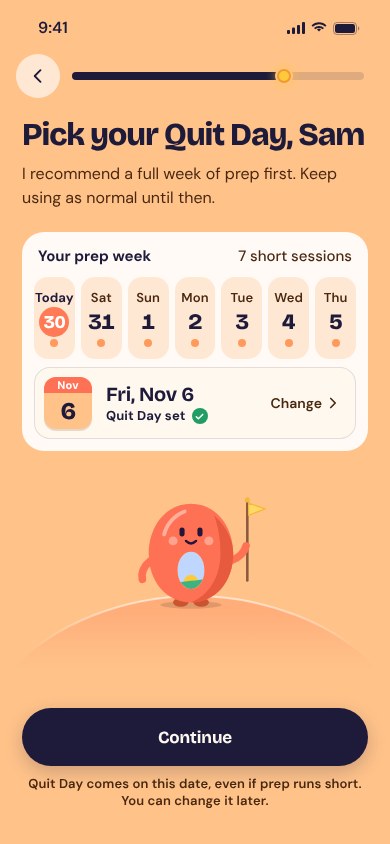 9:41
Pick your Quit Day, Sam
I recommend a full week of prep first. Keep
using as normal until then.
Your prep week 7 short sessions
Today Sat Sun Mon Tue Wed Thu
30 31 1 2 3 4 5
Nov
6
Fri, Nov 6
Quit Day set
Change
Continue
Quit Day comes on this date, even if prep runs short.
You can change it later.